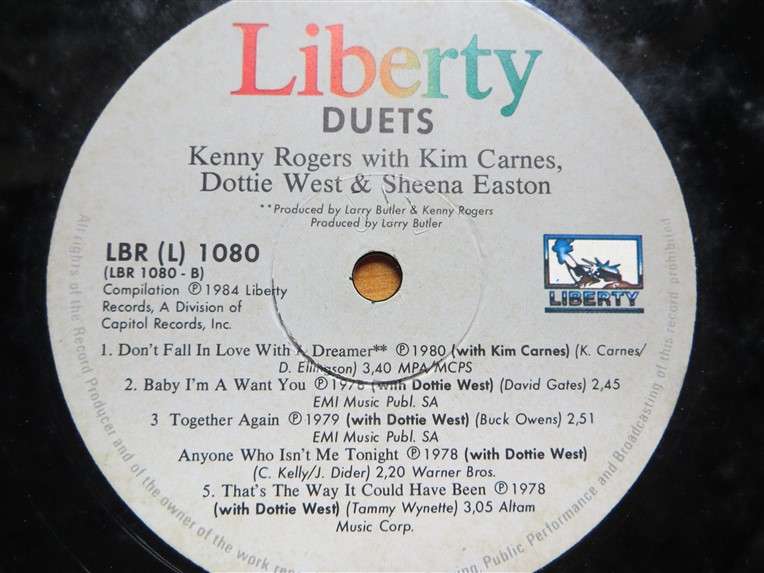 Liberty
DUETS
Kenny Rogers with Kim Carnes,
Dottie West & Sheena Easton
**Produced by Larry Butler & Kenny Rogers
Produced by Larry Butler
LBR (L) 1080
(LBR 1080 - B)
Compilation ℗ 1984 Liberty
Records, A Division of
Capitol Records, Inc.
LIBERTY
1. Don't Fall In Love With A Dreamer** ℗ 1980 (with Kim Carnes) (K. Carnes/
D. Ellingson) 3,40 MPA/MCPS
2. Baby I'm A Want You ℗ 1978 (with Dottie West) (David Gates) 2,45
EMI Music Publ. SA
3 Together Again ℗ 1979 (with Dottie West) (Buck Owens) 2,51
EMI Music Publ. SA
Anyone Who Isn't Me Tonight ℗ 1978 (with Dottie West)
(C. Kelly/J. Dider) 2,20 Warner Bros.
5. That's The Way It Could Have Been ℗ 1978
(with Dottie West) (Tammy Wynette) 3,05 Altam
Music Corp.
All rights of the Record Producer and of the owner of the work
Public Performance and Broadcasting of this record prohibited